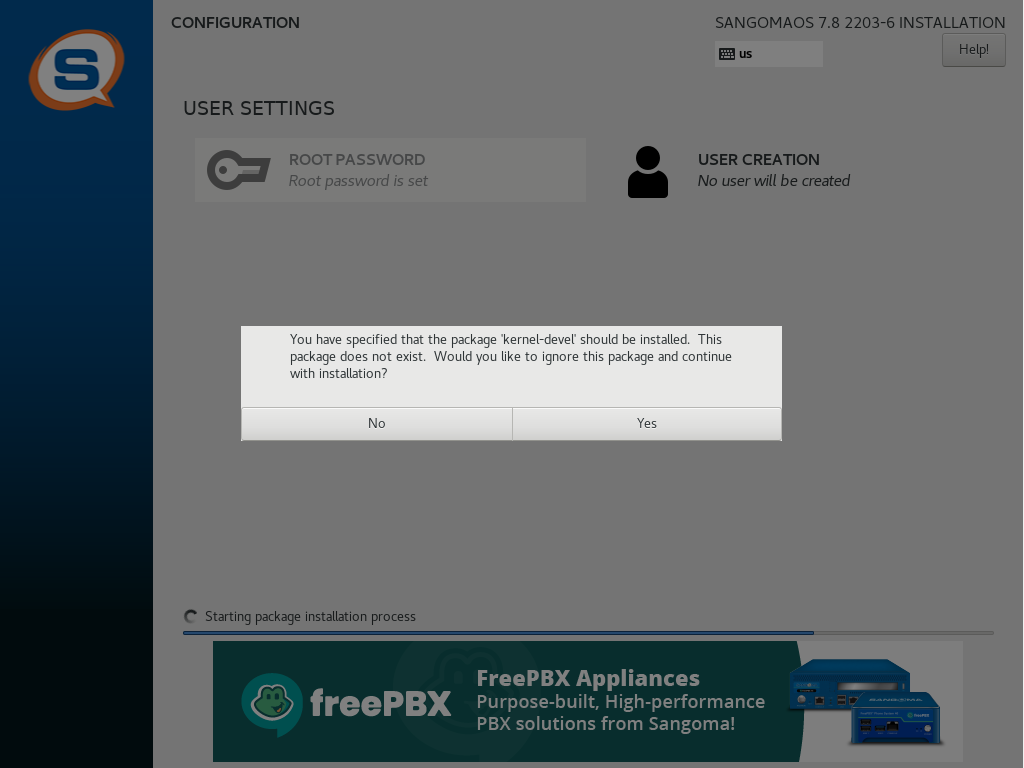 CONFIGURATION
SANGOMAOS 7.8 2203-6 INSTALLATION
us
Help!
USER SETTINGS
ROOT PASSWORD
Root password is set
USER CREATION
No user will be created
You have specified that the package 'kernel-devel' should be installed.  This
package does not exist.  Would you like to ignore this package and continue
with installation?
No
Yes
Starting package installation process
freePBX
FreePBX Appliances
Purpose-built, High-performance
PBX solutions from Sangoma!
SANGOMA
freePBX